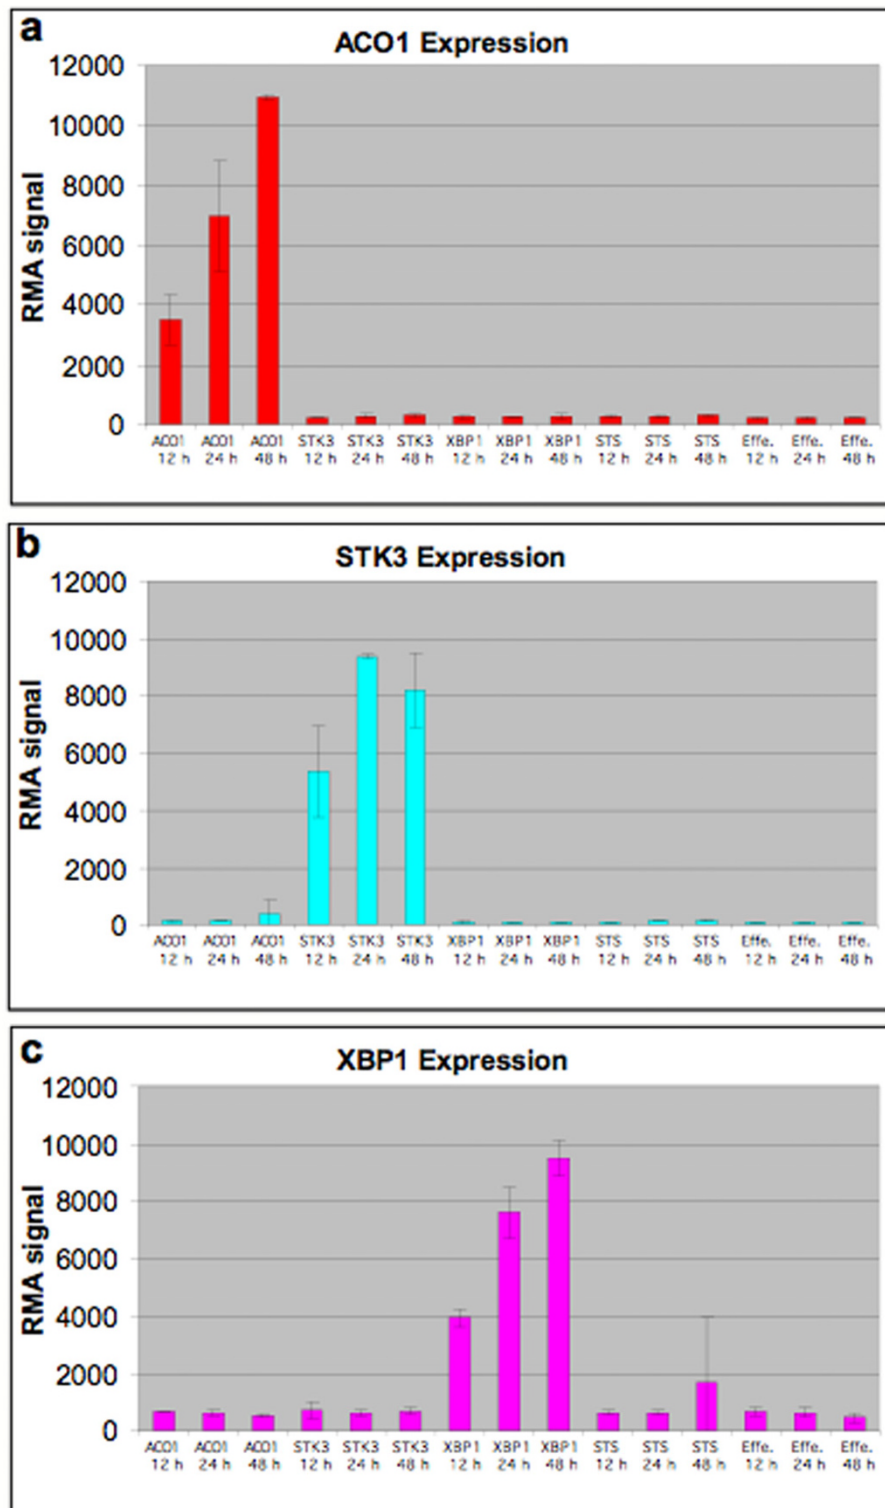 a
ACO1 Expression
RMA signal
12000
10000
8000
6000
4000
2000
0
ACO1 ACO1 ACO1 STK3 STK3 STK3 XBP1 XBP1 XBP1 STS STS STS Effe. Effe. Effe.
12 h 24 h 48 h 12 h 24 h 48 h 12 h 24 h 48 h 12 h 24 h 48 h 12 h 24 h 48 h
b
STK3 Expression
RMA signal
12000
10000
8000
6000
4000
2000
0
ACO1 ACO1 ACO1 STK3 STK3 STK3 XBP1 XBP1 XBP1 STS STS STS Effe. Effe. Effe.
12 h 24 h 48 h 12 h 24 h 48 h 12 h 24 h 48 h 12 h 24 h 48 h 12 h 24 h 48 h
c
XBP1 Expression
RMA signal
12000
10000
8000
6000
4000
2000
0
ACO1 ACO1 ACO1 STK3 STK3 STK3 XBP1 XBP1 XBP1 STS STS STS Effe. Effe. Effe.
12 h 24 h 48 h 12 h 24 h 48 h 12 h 24 h 48 h 12 h 24 h 48 h 12 h 24 h 48 h